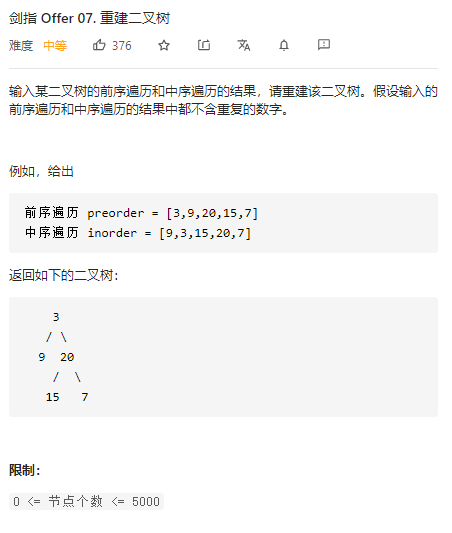 剑指 Offer 07. 重建二叉树
难度 中等 376
输入某二叉树的前序遍历和中序遍历的结果，请重建该二叉树。假设输入的
前序遍历和中序遍历的结果中都不含重复的数字。
例如，给出
前序遍历 preorder = [3,9,20,15,7]
中序遍历 inorder = [9,3,15,20,7]
返回如下的二叉树：
3
/ \
9 20
/ \
15 7
限制：
0 <= 节点个数 <= 5000